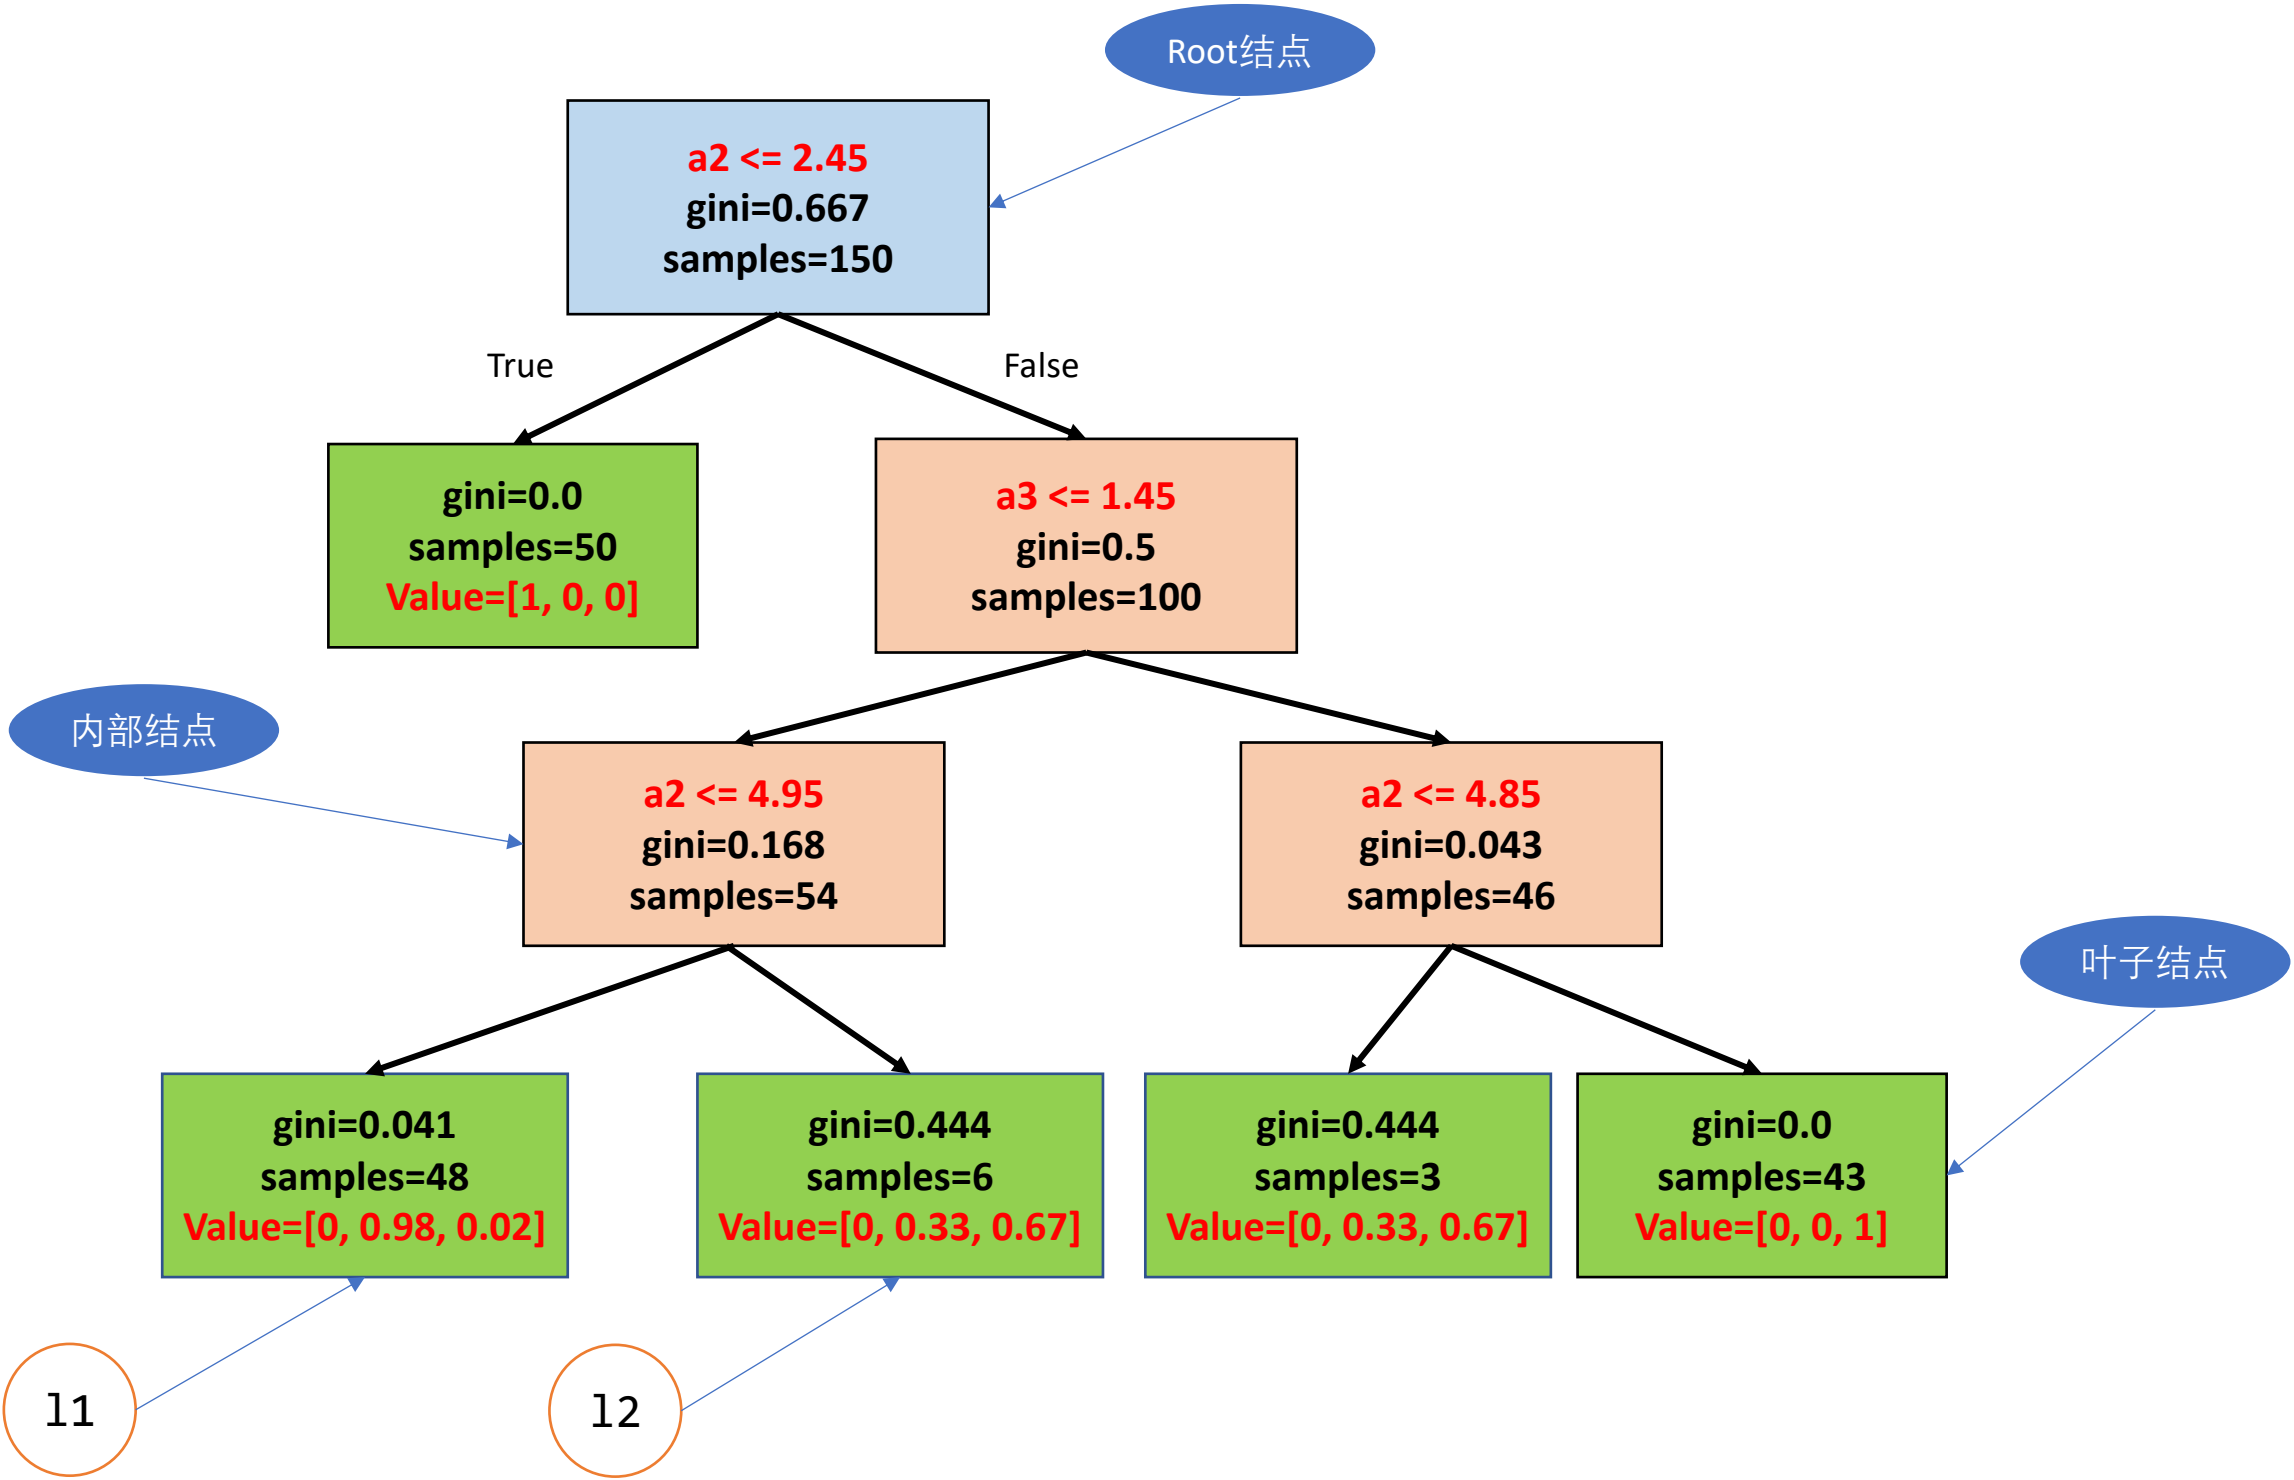 Root结点
a2 <= 2.45
gini=0.667
samples=150
True
False
gini=0.0
samples=50
Value=[1, 0, 0]
a3 <= 1.45
gini=0.5
samples=100
内部结点
a2 <= 4.95
gini=0.168
samples=54
a2 <= 4.85
gini=0.043
samples=46
叶子结点
gini=0.041
samples=48
Value=[0, 0.98, 0.02]
gini=0.444
samples=6
Value=[0, 0.33, 0.67]
gini=0.444
samples=3
Value=[0, 0.33, 0.67]
gini=0.0
samples=43
Value=[0, 0, 1]
l1
l2